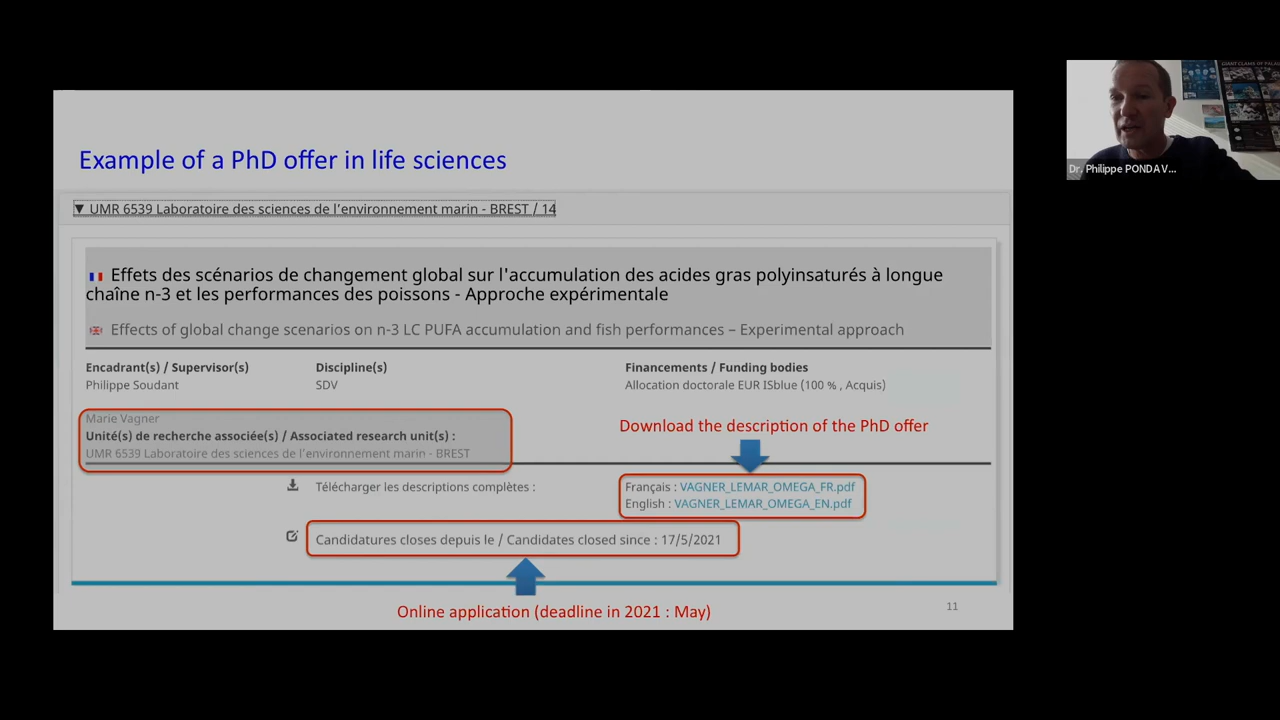 Example of a PhD offer in life sciences
▼ UMR 6539 Laboratoire des sciences de l'environnement marin - BREST / 14
Effets des scénarios de changement global sur l'accumulation des acides gras polyinsaturés à longue
chaîne n-3 et les performances des poissons - Approche expérimentale
Effects of global change scenarios on n-3 LC PUFA accumulation and fish performances – Experimental approach
Encadrant(s) / Supervisor(s) Discipline(s) Financements / Funding bodies
Philippe Soudant SDV Allocation doctorale EUR ISblue (100 % , Acquis)
Marie Vagner
Unité(s) de recherche associée(s) / Associated research unit(s) :
UMR 6539 Laboratoire des sciences de l'environnement marin - BREST
Download the description of the PhD offer
Télécharger les descriptions complètes : Français : VAGNER_LEMAR_OMEGA_FR.pdf
English : VAGNER_LEMAR_OMEGA_EN.pdf
Candidatures closes depuis le / Candidates closed since : 17/5/2021
Online application (deadline in 2021 : May)
11
Dr. Philippe PONDAV...